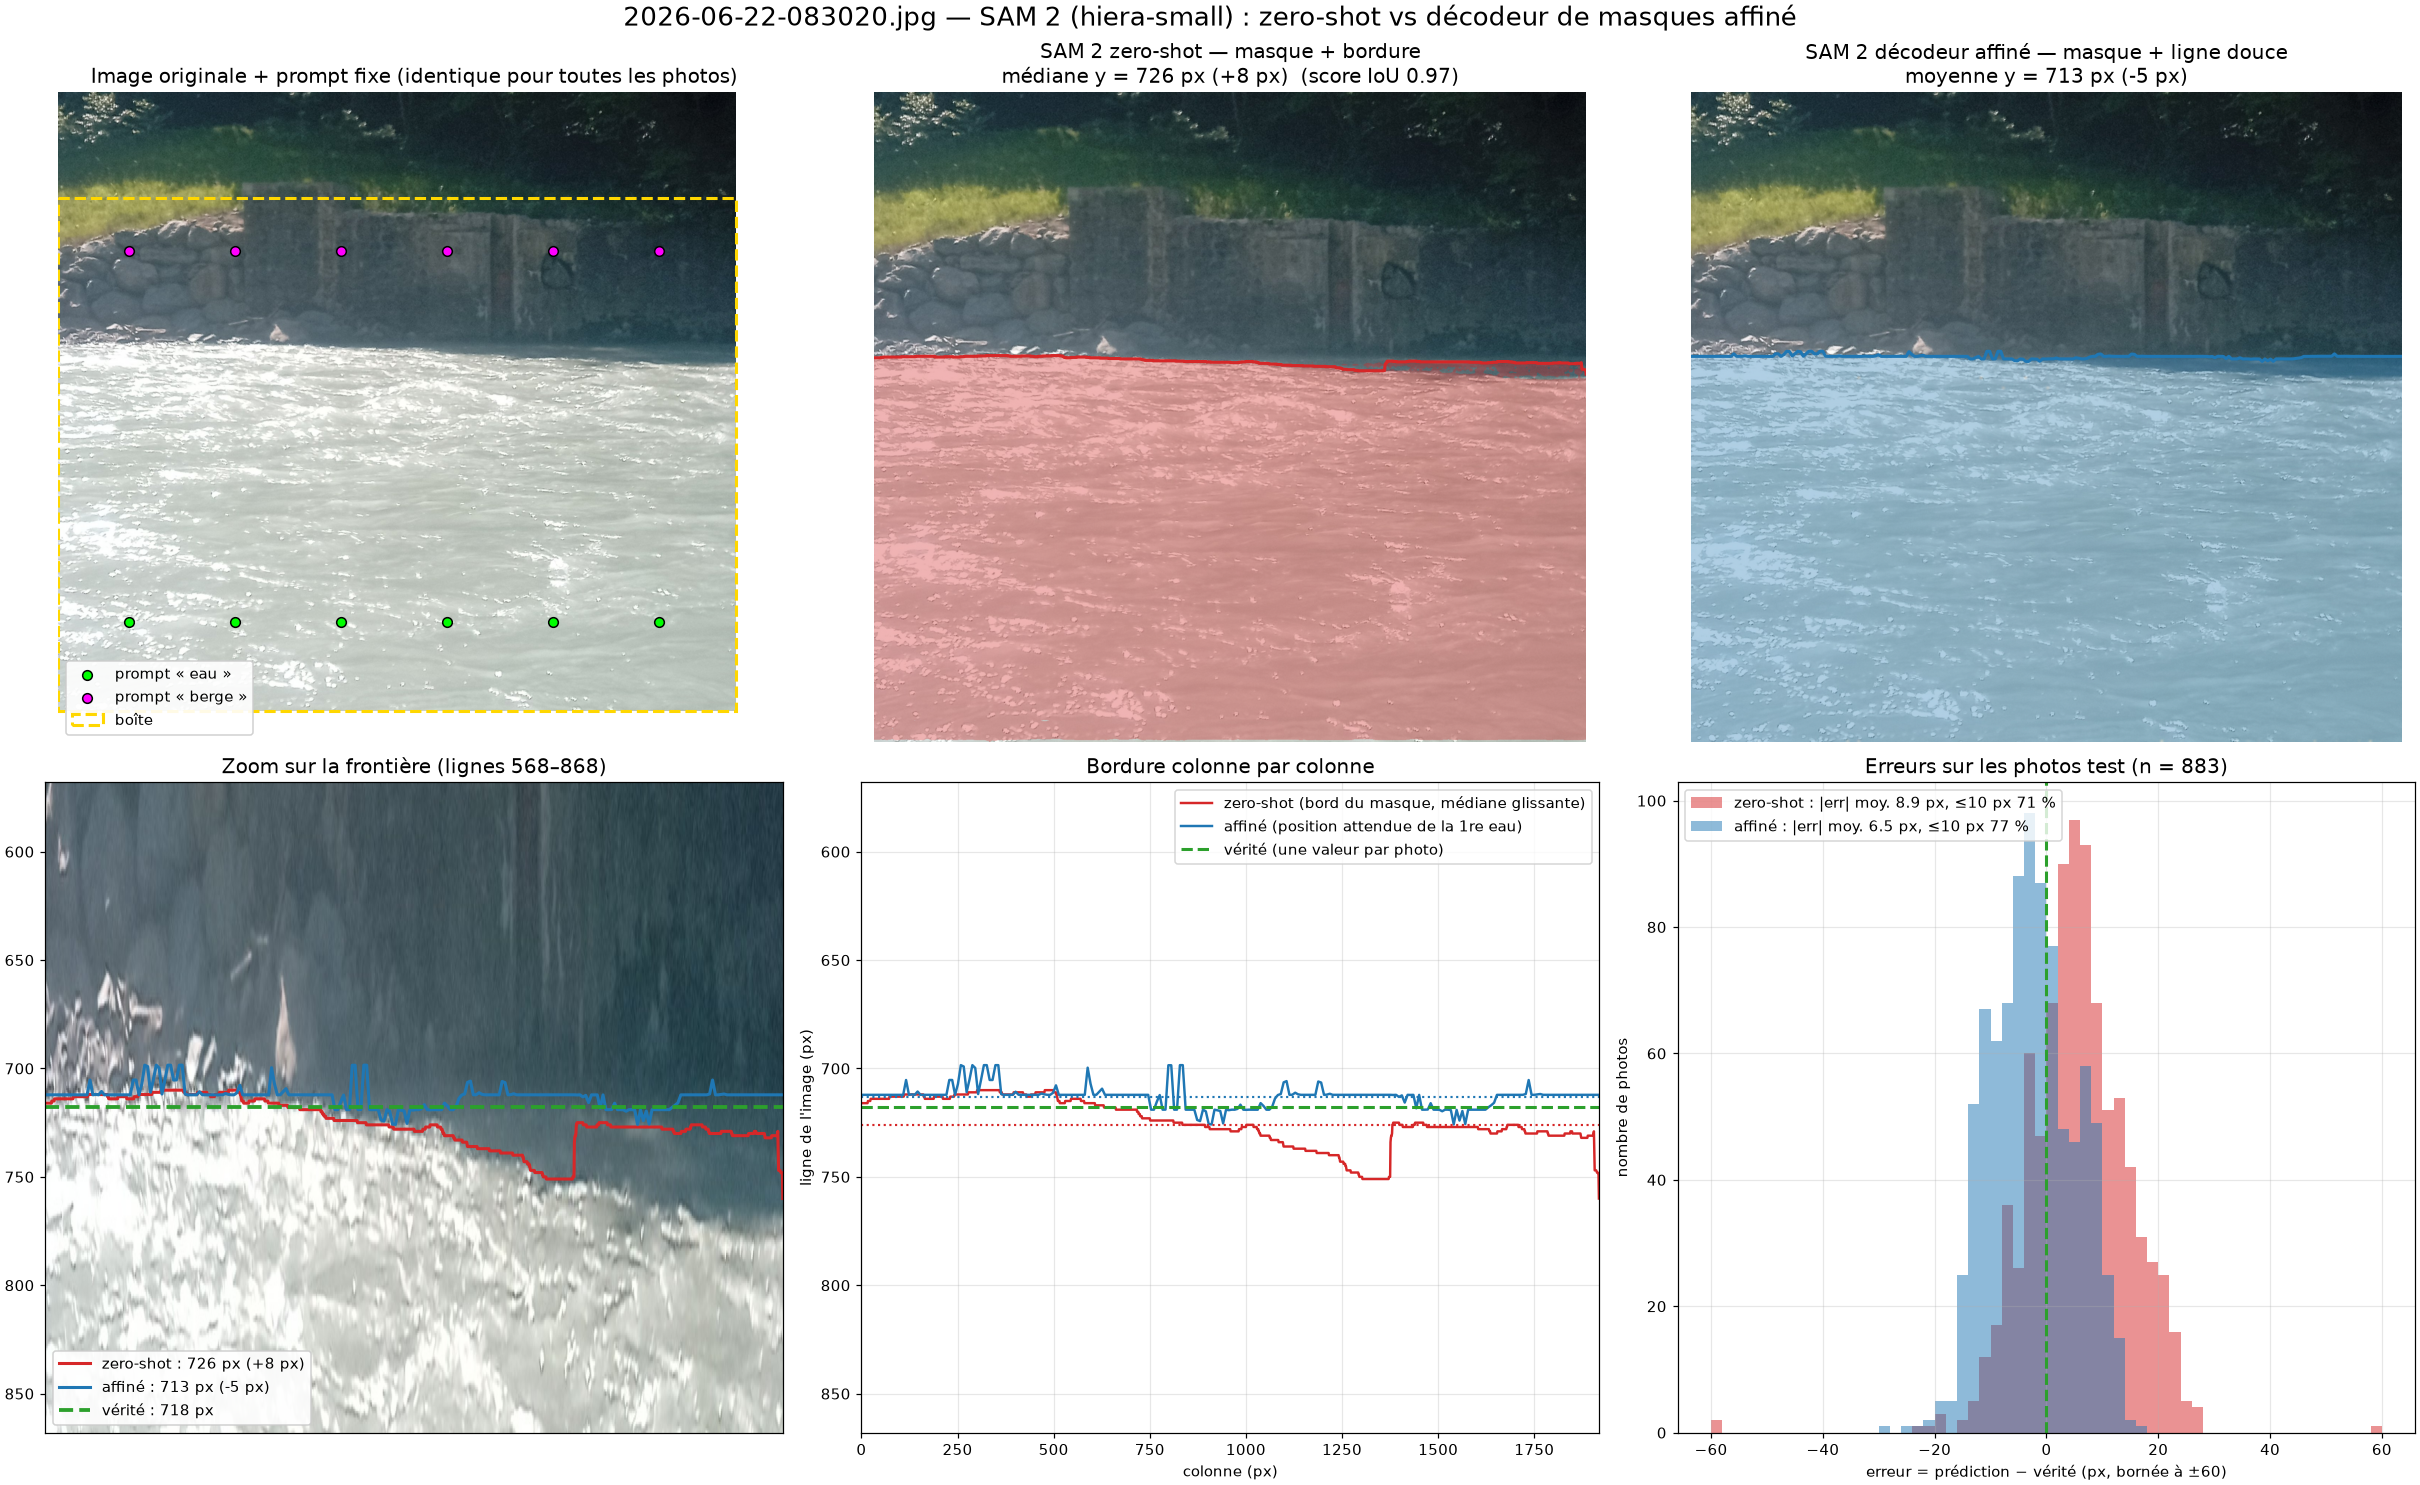 2026-06-22-083020.jpg — SAM 2 (hiera-small) : zero-shot vs décodeur de masques affiné
Image originale + prompt fixe (identique pour toutes les photos)
prompt « eau »
prompt « berge »
boîte
SAM 2 zero-shot — masque + bordure
médiane y = 726 px (+8 px)  (score IoU 0.97)
SAM 2 décodeur affiné — masque + ligne douce
moyenne y = 713 px (-5 px)
Zoom sur la frontière (lignes 568–868)
600
650
700
750
800
850
zero-shot : 726 px (+8 px)
affiné : 713 px (-5 px)
vérité : 718 px
Bordure colonne par colonne
zero-shot (bord du masque, médiane glissante)
affiné (position attendue de la 1re eau)
vérité (une valeur par photo)
ligne de l'image (px)
600
650
700
750
800
850
0 250 500 750 1000 1250 1500 1750
colonne (px)
Erreurs sur les photos test (n = 883)
zero-shot : |err| moy. 8.9 px, ≤10 px 71 %
affiné : |err| moy. 6.5 px, ≤10 px 77 %
nombre de photos
100
80
60
40
20
0
−60 −40 −20 0 20 40 60
erreur = prédiction − vérité (px, bornée à ±60)